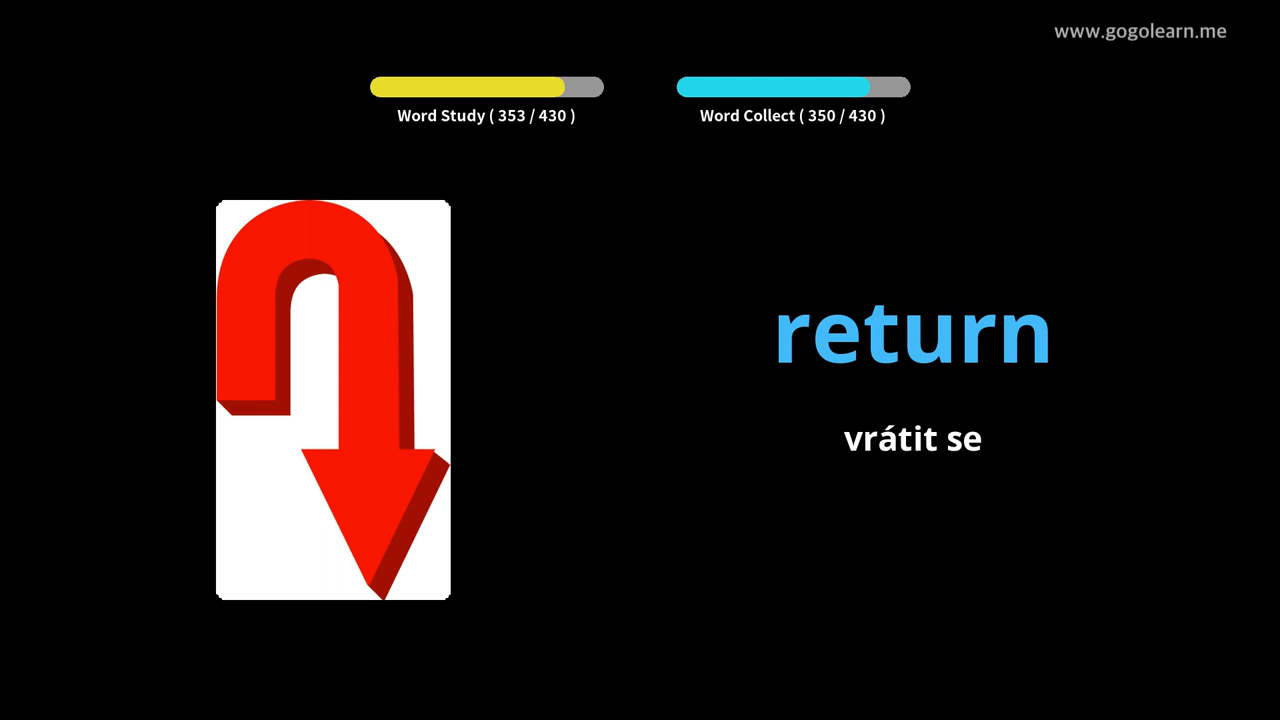 www.gogolearn.me
Word Study ( 353 / 430 )
Word Collect ( 350 / 430 )
return
vrátit se